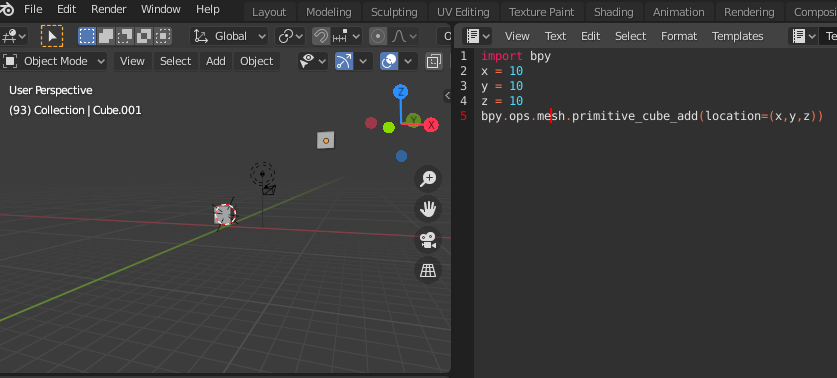 File Edit Render Window Help
Layout Modeling Sculpting UV Editing Texture Paint Shading Animation Rendering Composi
Global
View Text Edit Select Format Templates
Te
Object Mode View Select Add Object
User Perspective
(93) Collection | Cube.001
Z
Y
X
1 import bpy
2 x = 10
3 y = 10
4 z = 10
5 bpy.ops.mesh.primitive_cube_add(location=(x,y,z))